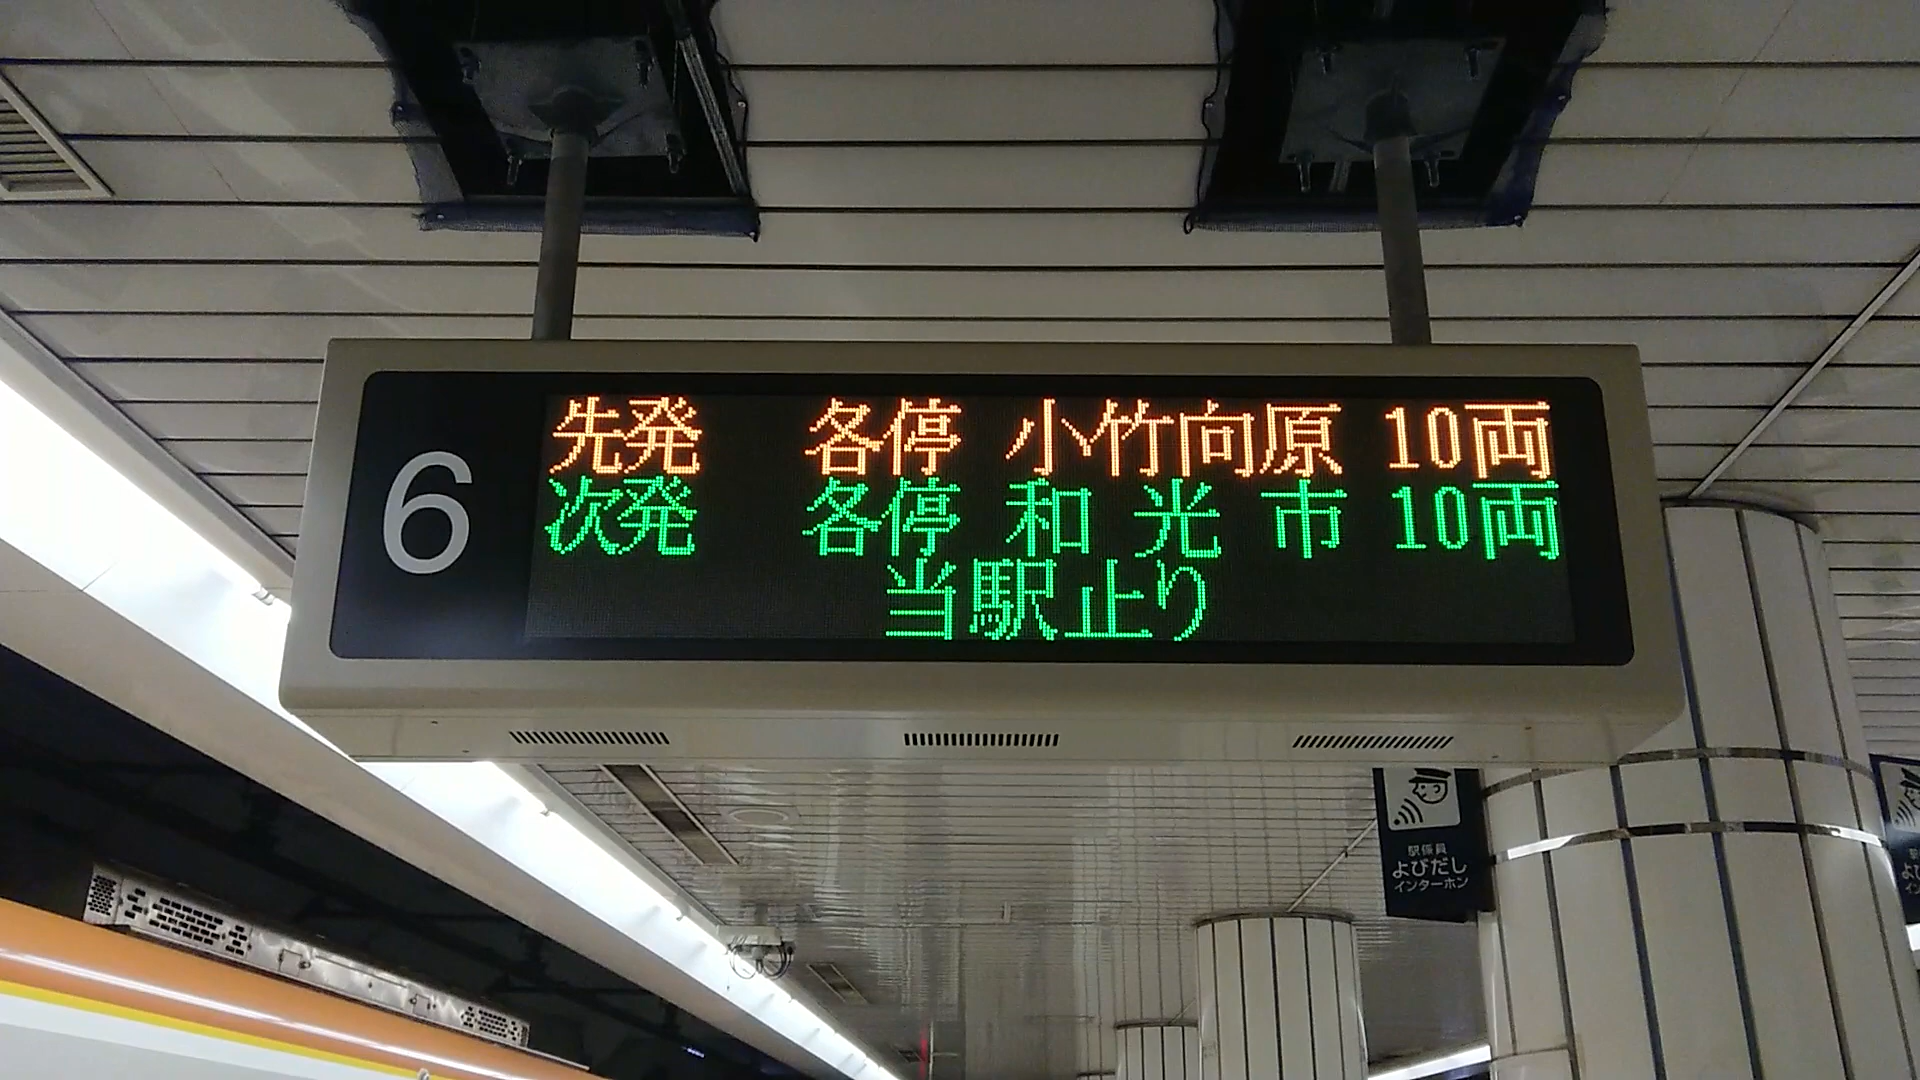 6
先発 各停 小竹向原 10両
次発 各停 和光市 10両
当駅止り
駅係員
よびだし
インターホン